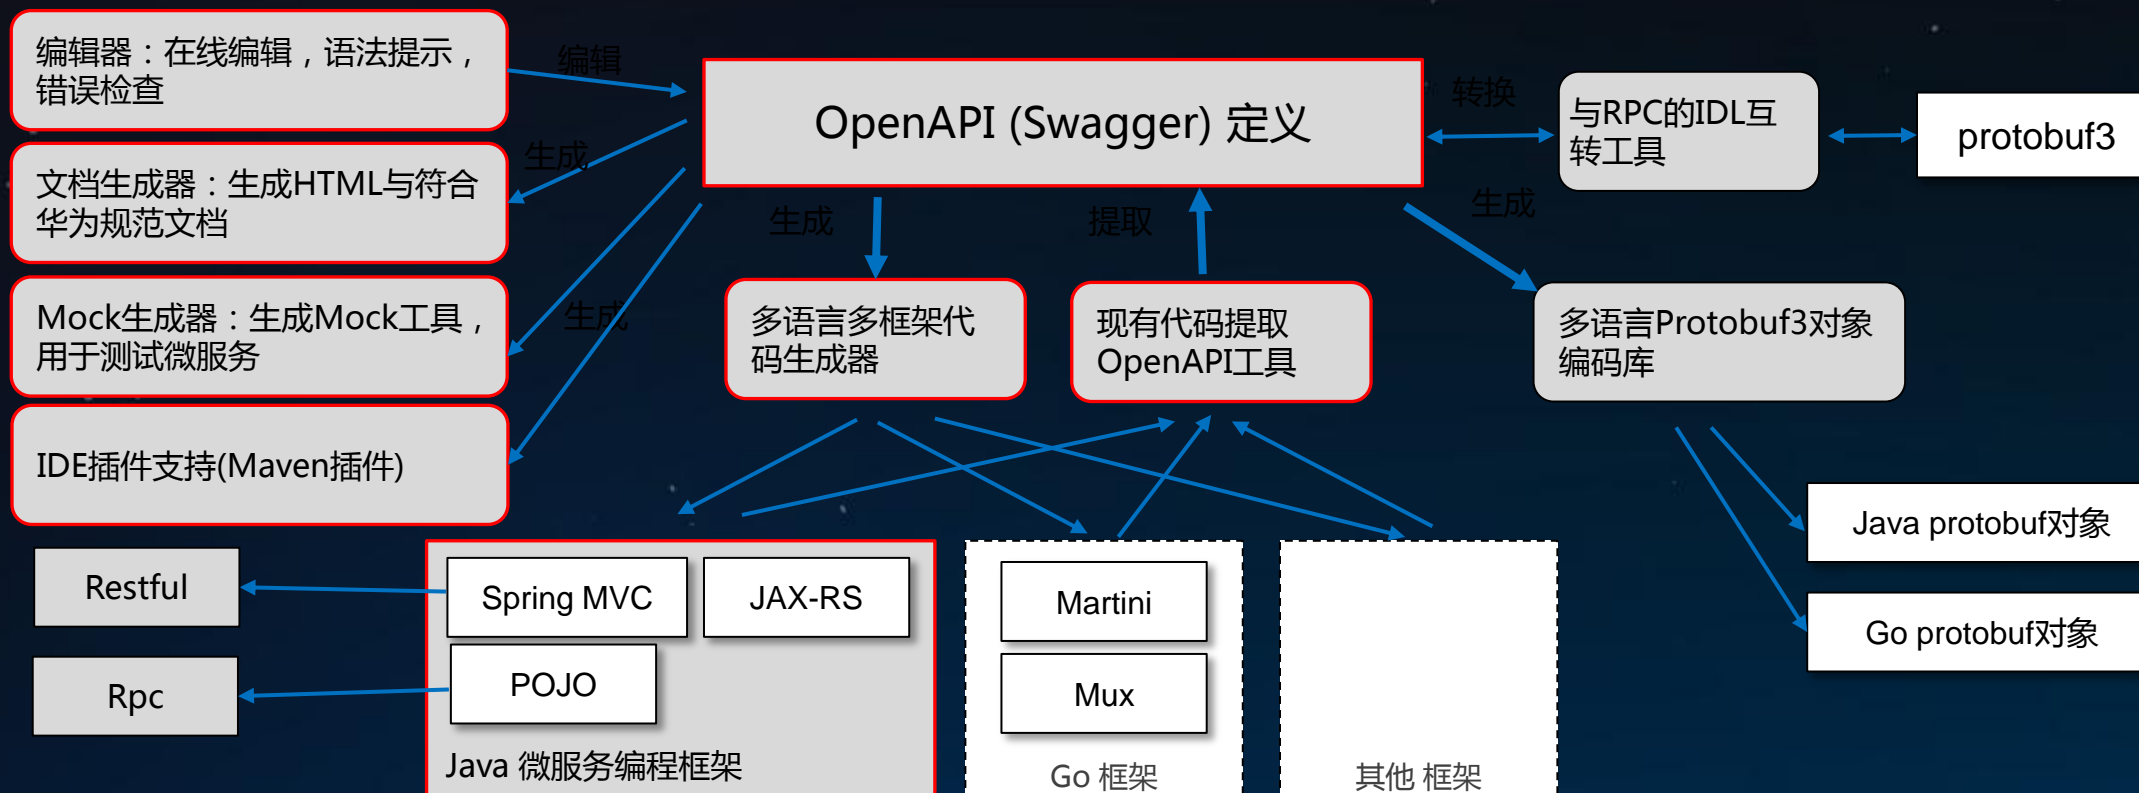 编辑器：在线编辑，语法提示，
错误检查
编辑
OpenAPI (Swagger) 定义
转换
与RPC的IDL互
转工具
protobuf3
生成
文档生成器：生成HTML与符合
华为规范文档
生成
提取
生成
Mock生成器：生成Mock工具，
用于测试微服务
生成
多语言多框架代
码生成器
现有代码提取
OpenAPI工具
多语言Protobuf3对象
编码库
IDE插件支持(Maven插件)
Java protobuf对象
Go protobuf对象
Restful
Rpc
Spring MVC
JAX-RS
POJO
Java 微服务编程框架
Martini
Mux
Go 框架
其他 框架